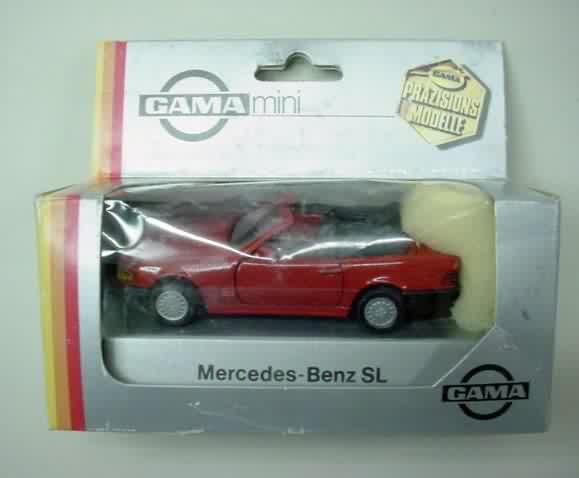 GAMA mini
GAMA
PRÄZISIONS
MODELLE
Mercedes-Benz SL
GAMA